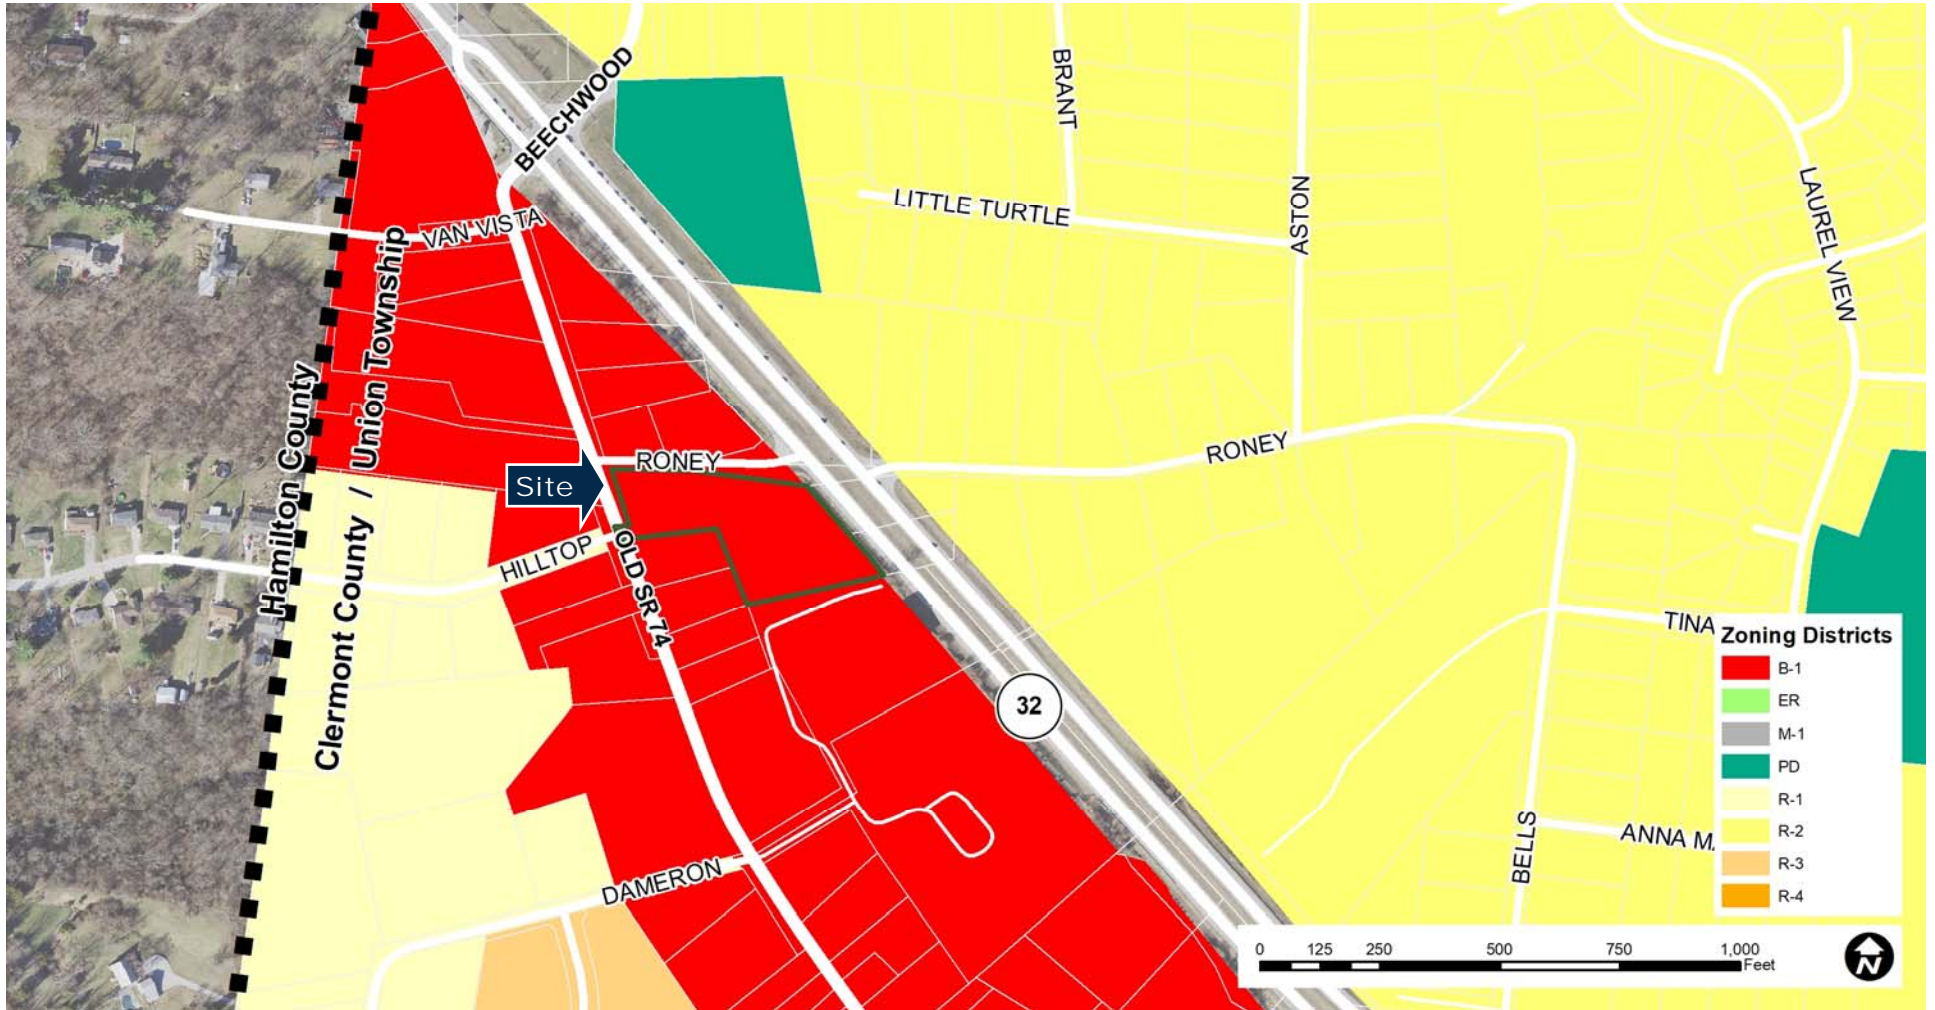 BEECHWOOD
BRANT
LITTLE TURTLE
ASTON
LAUREL VIEW
VAN VISTA
Hamilton County
Clermont County / Union Township
RONEY
RONEY
Site
HILLTOP
OLD SR 74
32
TINA
BELLS
ANNA M
DAMERON
Zoning Districts
B-1
ER
M-1
PD
R-1
R-2
R-3
R-4
0 125 250 500 750 1,000
Feet
N